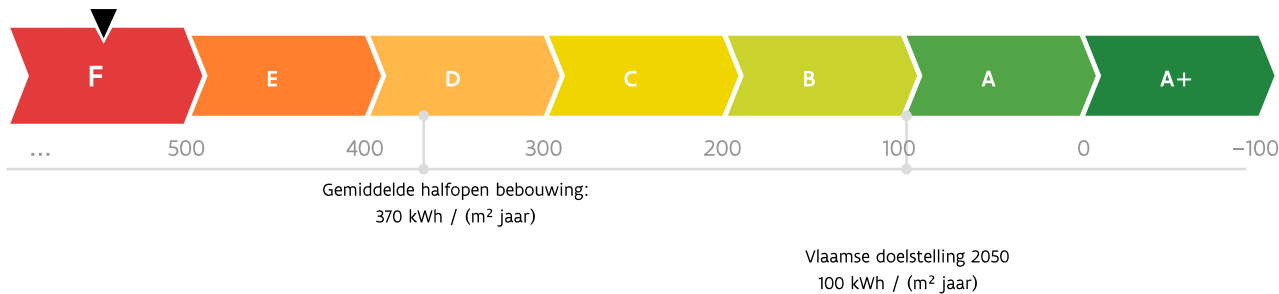 F E D C B A A+
... 500 400 300 200 100 0 −100
Gemiddelde halfopen bebouwing:
370 kWh / (m² jaar)
Vlaamse doelstelling 2050
100 kWh / (m² jaar)